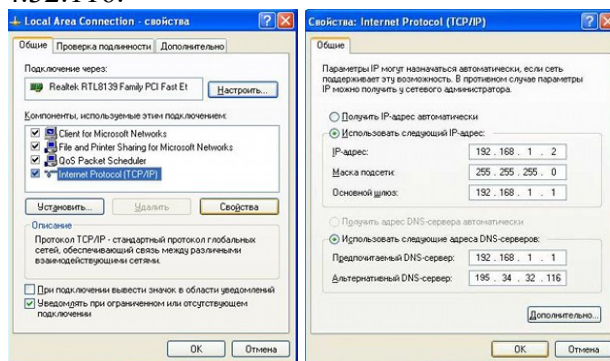 Local Area Connection - свойства
Общие Проверка подлинности Дополнительно
Подключение через:
Realtek RTL8139 Family PCI Fast Et
Настроить...
Компоненты, используемые этим подключением:
Client for Microsoft Networks
File and Printer Sharing for Microsoft Networks
QoS Packet Scheduler
Internet Protocol (TCP/IP)
Установить... Удалить Свойства
Описание
Протокол TCP/IP - стандартный протокол глобальных
сетей, обеспечивающий связь между различными
взаимодействующими сетями.
При подключении вывести значок в области уведомлений
Уведомлять при ограниченном или отсутствующем
подключении
OK Отмена
Свойства: Internet Protocol (TCP/IP)
Общие
Параметры IP могут назначаться автоматически, если сеть
поддерживает эту возможность. В противном случае параметры
IP можно получить у сетевого администратора.
Получить IP-адрес автоматически
Использовать следующий IP-адрес:
IP-адрес: 192 . 168 . 1 . 2
Маска подсети: 255 . 255 . 255 . 0
Основной шлюз: 192 . 168 . 1 . 1
Получить адрес DNS-сервера автоматически
Использовать следующие адреса DNS-серверов:
Предпочитаемый DNS-сервер: 192 . 168 . 1 . 1
Альтернативный DNS-сервер: 195 . 34 . 32 . 116
Дополнительно...
OK Отмена